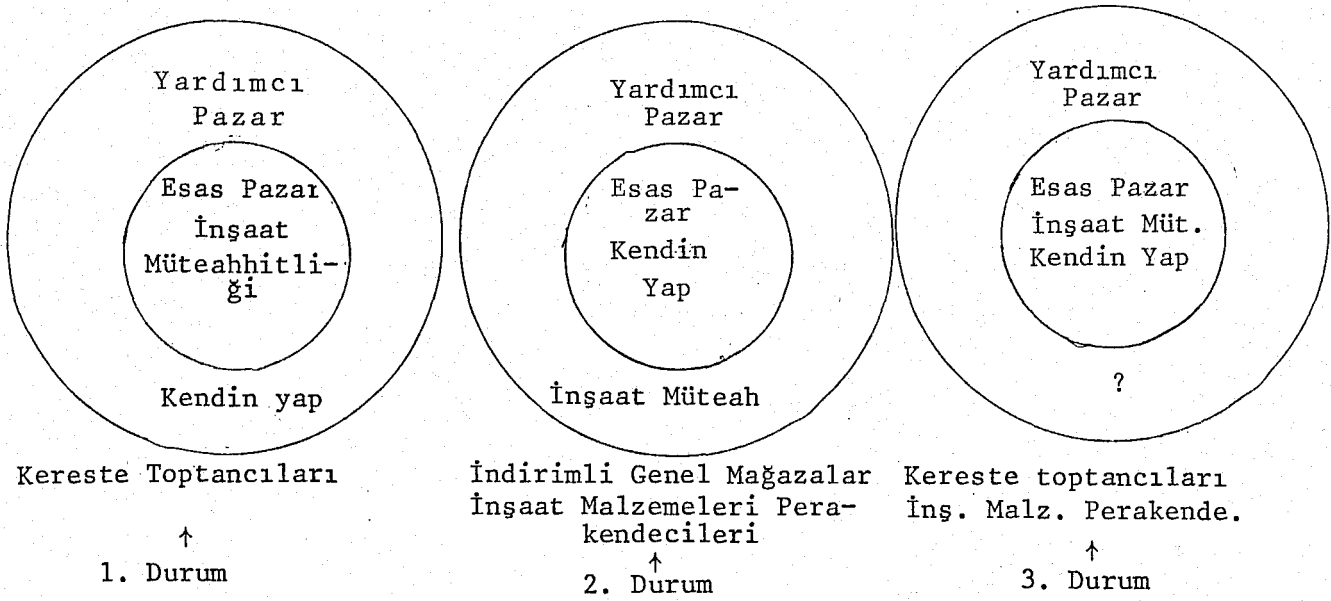 Yardımcı
Pazar
Esas Pazar
İnşaat
Müteahhitli-
ği
Kendin yap
Kereste Toptancıları
↑
1. Durum
Yardımcı
Pazar
Esas Pa-
zar
Kendin
Yap
İnşaat Müteah
İndirimli Genel Mağazalar
İnşaat Malzemeleri Pera-
kendecileri
↑
2. Durum
Yardımcı
Pazar
Esas Pazar
İnşaat Müt.
Kendin Yap
?
Kereste toptancıları
İnş. Malz. Perakende.
↑
3. Durum